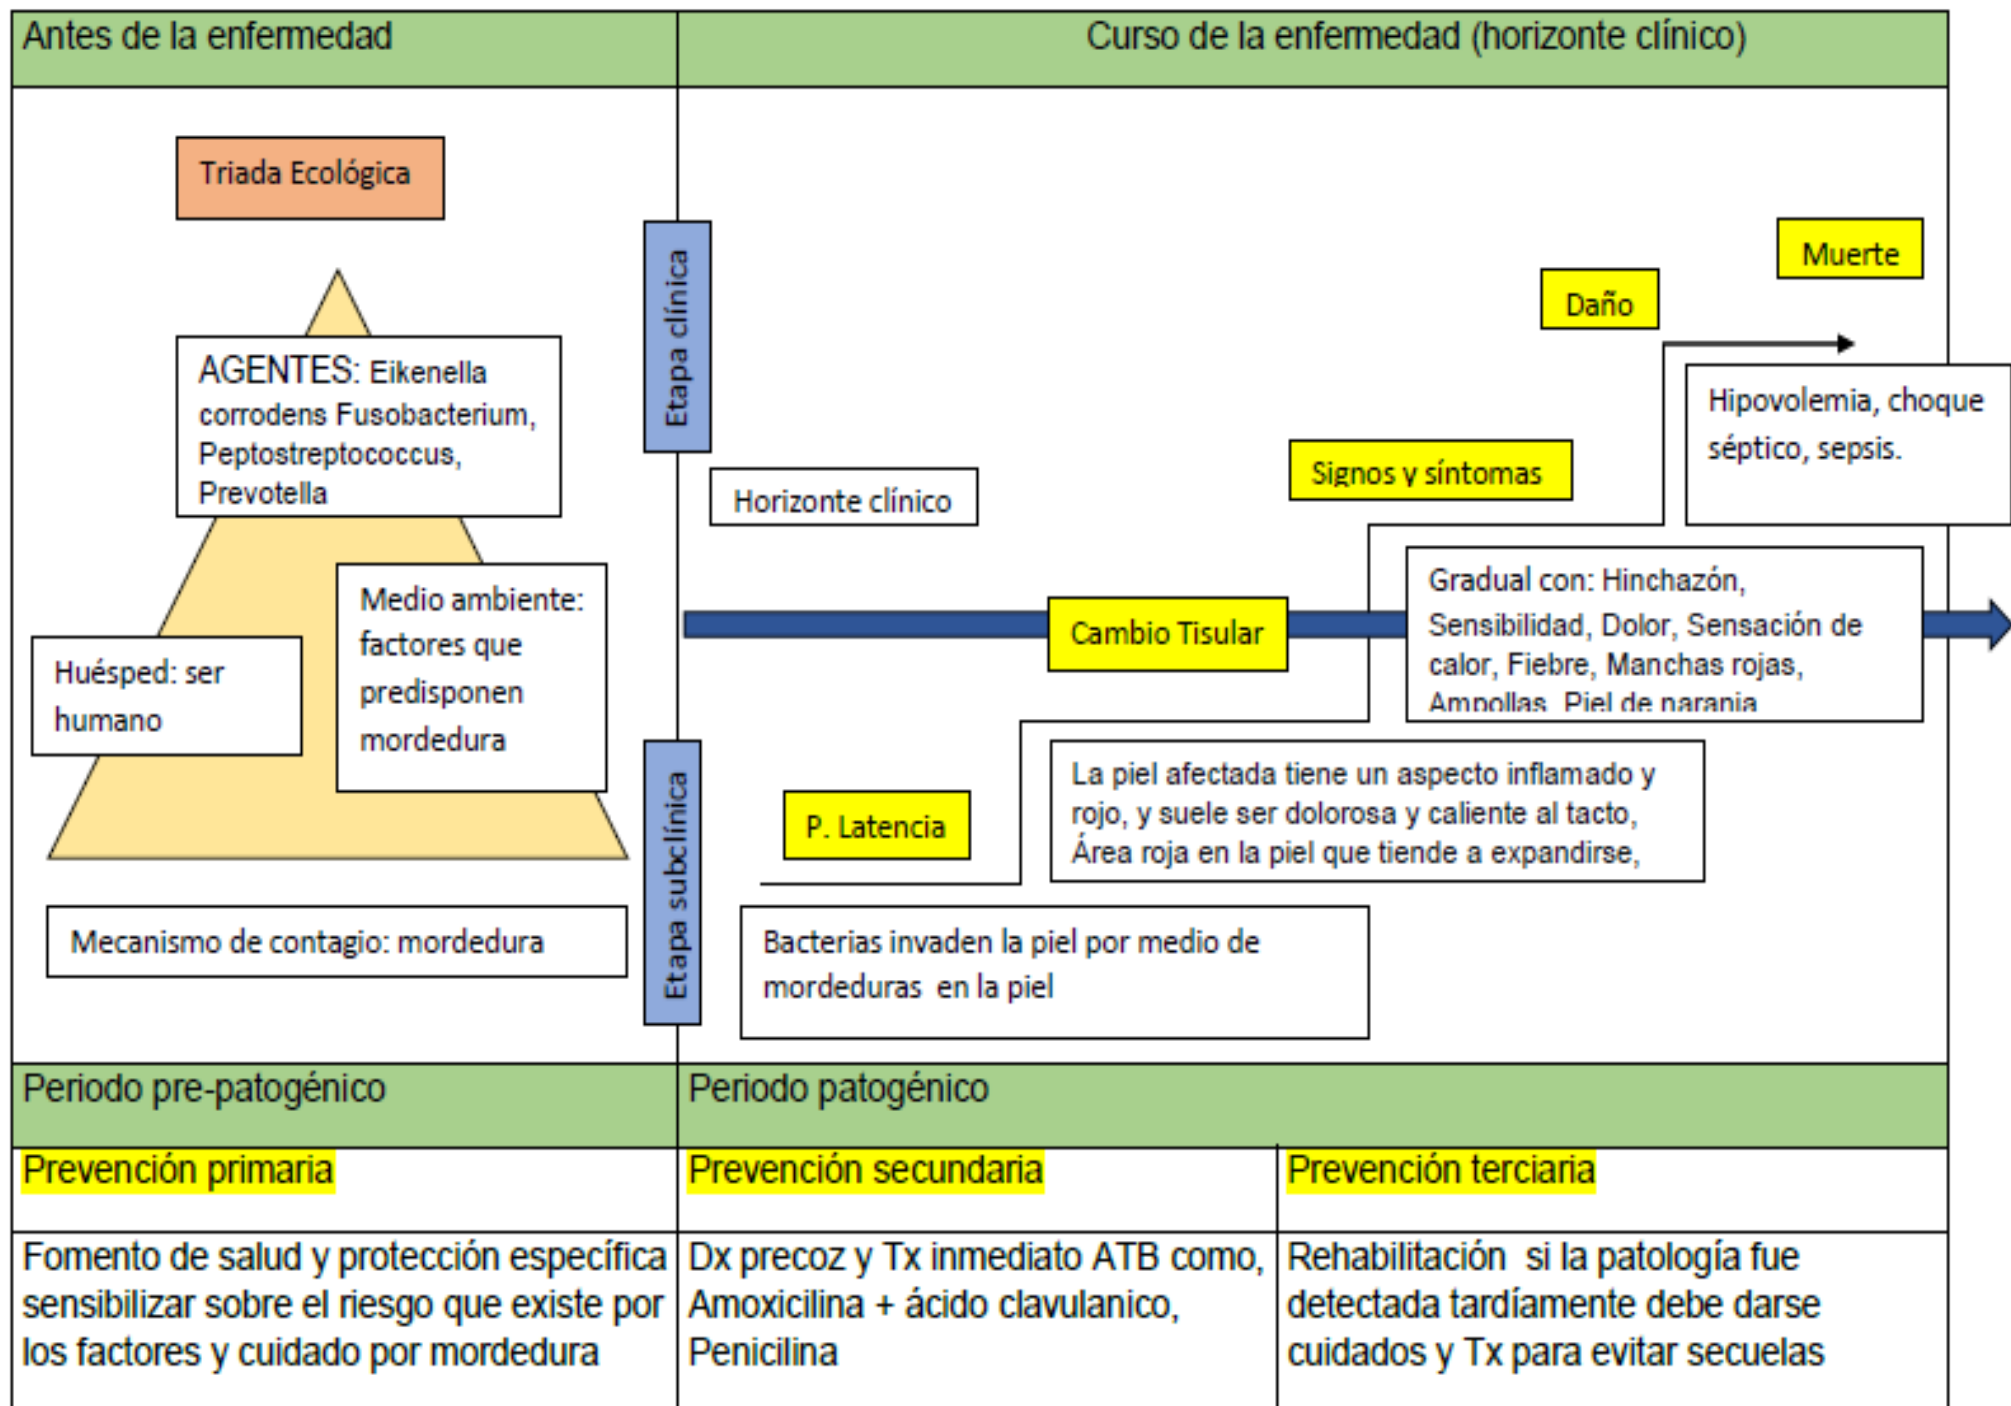 Antes de la enfermedad
Curso de la enfermedad (horizonte clínico)
Triada Ecológica
AGENTES: Eikenella
corrodens Fusobacterium,
Peptostreptococcus,
Prevotella
Medio ambiente:
factores que
predisponen
mordedura
Huésped: ser
humano
Mecanismo de contagio: mordedura
Etapa clínica
Etapa subclínica
Horizonte clínico
Muerte
Daño
Hipovolemia, choque
séptico, sepsis.
Signos y síntomas
Gradual con: Hinchazón,
Sensibilidad, Dolor, Sensación de
calor, Fiebre, Manchas rojas,
Ampollas, Piel de naranja
Cambio Tisular
La piel afectada tiene un aspecto inflamado y
rojo, y suele ser dolorosa y caliente al tacto,
Área roja en la piel que tiende a expandirse,
P. Latencia
Bacterias invaden la piel por medio de
mordeduras en la piel
Periodo pre-patogénico
Periodo patogénico
Prevención primaria
Prevención secundaria
Prevención terciaria
Fomento de salud y protección específica
sensibilizar sobre el riesgo que existe por
los factores y cuidado por mordedura
Dx precoz y Tx inmediato ATB como,
Amoxicilina + ácido clavulanico,
Penicilina
Rehabilitación si la patología fue
detectada tardíamente debe darse
cuidados y Tx para evitar secuelas